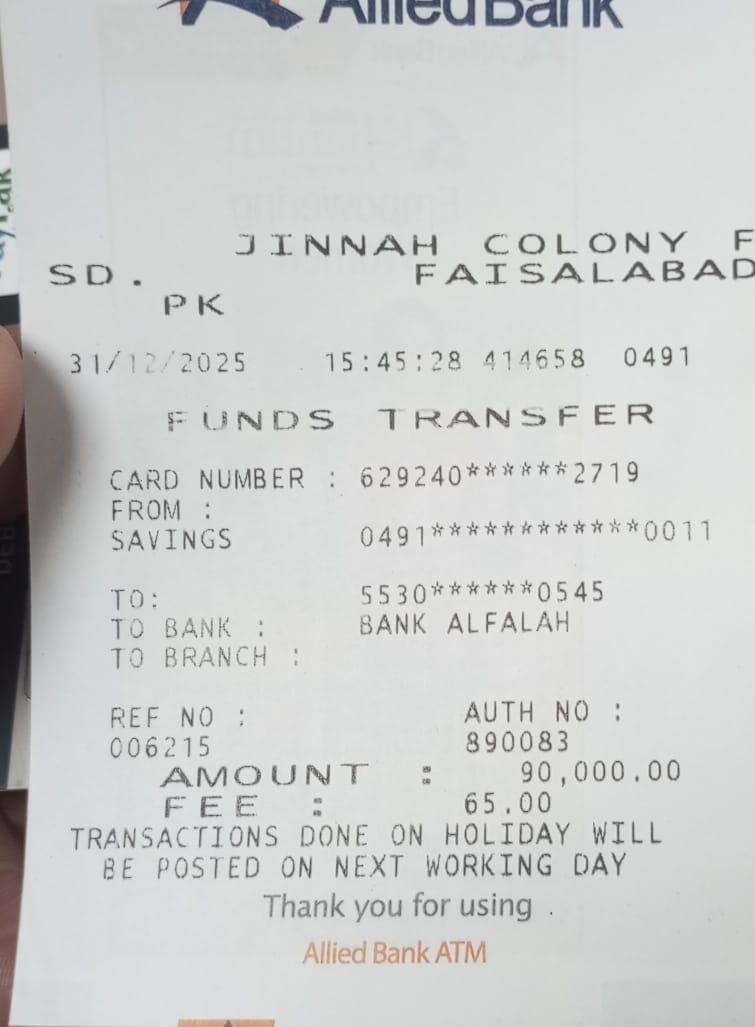 Allied Bank
JINNAH COLONY F
SD. FAISALABAD
PK
31/12/2025 15:45:28 414658 0491
FUNDS TRANSFER
CARD NUMBER : 629240******2719
FROM :
SAVINGS 0491************0011
TO: 5530******0545
TO BANK : BANK ALFALAH
TO BRANCH :
REF NO : AUTH NO :
006215 890083
AMOUNT : 90,000.00
FEE : 65.00
TRANSACTIONS DONE ON HOLIDAY WILL
BE POSTED ON NEXT WORKING DAY
Thank you for using .
Allied Bank ATM